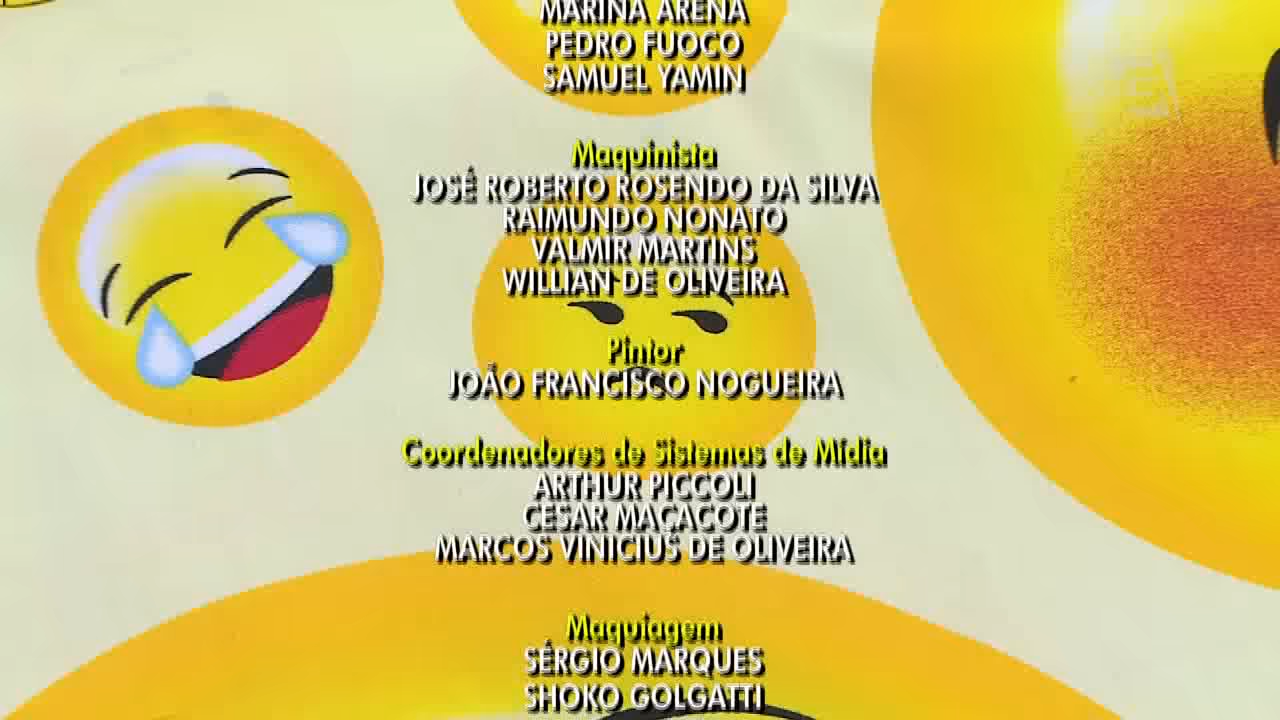 MARINA ARENA
PEDRO FUOCO
SAMUEL YAMIN
Maquinista
JOSÉ ROBERTO ROSENDO DA SILVA
RAIMUNDO NONATO
VALMIR MARTINS
WILLIAN DE OLIVEIRA
Pintor
JOÃO FRANCISCO NOGUEIRA
Coordenadores de Sistemas de Mídia
ARTHUR PICCOLI
CESAR MAÇACOTE
MARCOS VINICIUS DE OLIVEIRA
Maquiagem
SÉRGIO MARQUES
SHOKO GOLGATTI